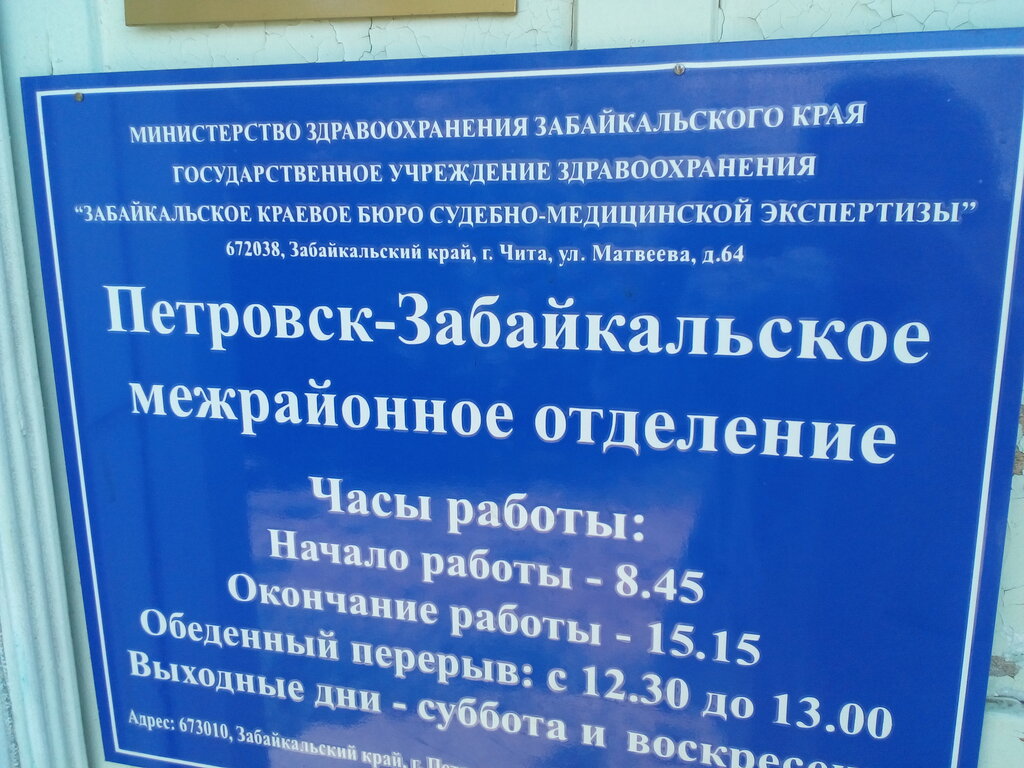 МИНИСТЕРСТВО ЗДРАВООХРАНЕНИЯ ЗАБАЙКАЛЬСКОГО КРАЯ
ГОСУДАРСТВЕННОЕ УЧРЕЖДЕНИЕ ЗДРАВООХРАНЕНИЯ
“ЗАБАЙКАЛЬСКОЕ КРАЕВОЕ БЮРО СУДЕБНО-МЕДИЦИНСКОЙ ЭКСПЕРТИЗЫ”
672038, Забайкальский край, г. Чита, ул. Матвеева, д.64
Петровск-Забайкальское
межрайонное отделение
Часы работы:
Начало работы - 8.45
Окончание работы - 15.15
Обеденный перерыв: с 12.30 до 13.00
Выходные дни - суббота и
Адрес: 673010, Забайкальский край, г.